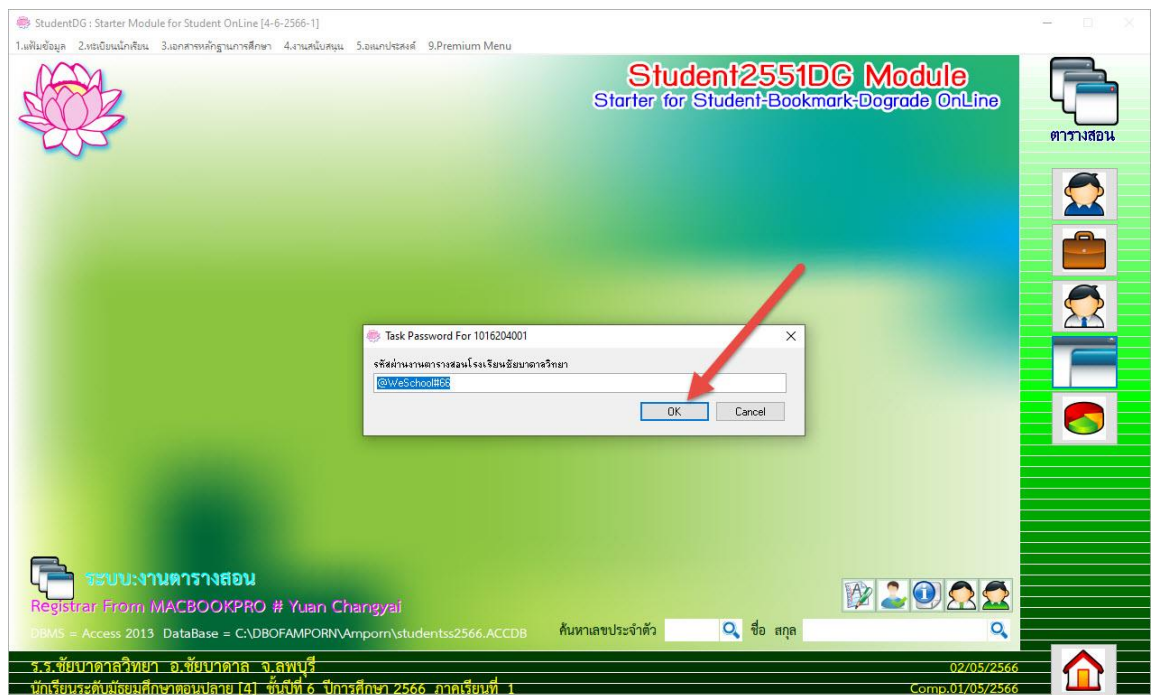 StudentDG : Starter Module for Student OnLine [4-6-2566-1]
1.แฟ้มข้อมูล 2.ทะเบียนนักเรียน 3.เอกสารหลักฐานการศึกษา 4.งานสนับสนุน 5.อเนกประสงค์ 9.Premium Menu
Student2551DG Module
Starter for Student-Bookmark-Dograde OnLine
ตารางสอน
Task Password For 1016204001
รหัสผ่านงานตารางสอนโรงเรียนชัยบาดาลวิทยา
@WeSchool#66
OK Cancel
ระบบ:งานตารางสอน
Registrar From MACBOOKPRO # Yuan Changyai
DBMS = Access 2013 DataBase = C:\DBOFAMPORN\Amporn\studentss2566.ACCDB
ค้นหาเลขประจำตัว ชื่อ สกุล
ร.ร.ชัยบาดาลวิทยา อ.ชัยบาดาล จ.ลพบุรี 02/05/2566
นักเรียนระดับมัธยมศึกษาตอนปลาย [4] ชั้นปีที่ 6 ปีการศึกษา 2566 ภาคเรียนที่ 1 Comp.01/05/2566